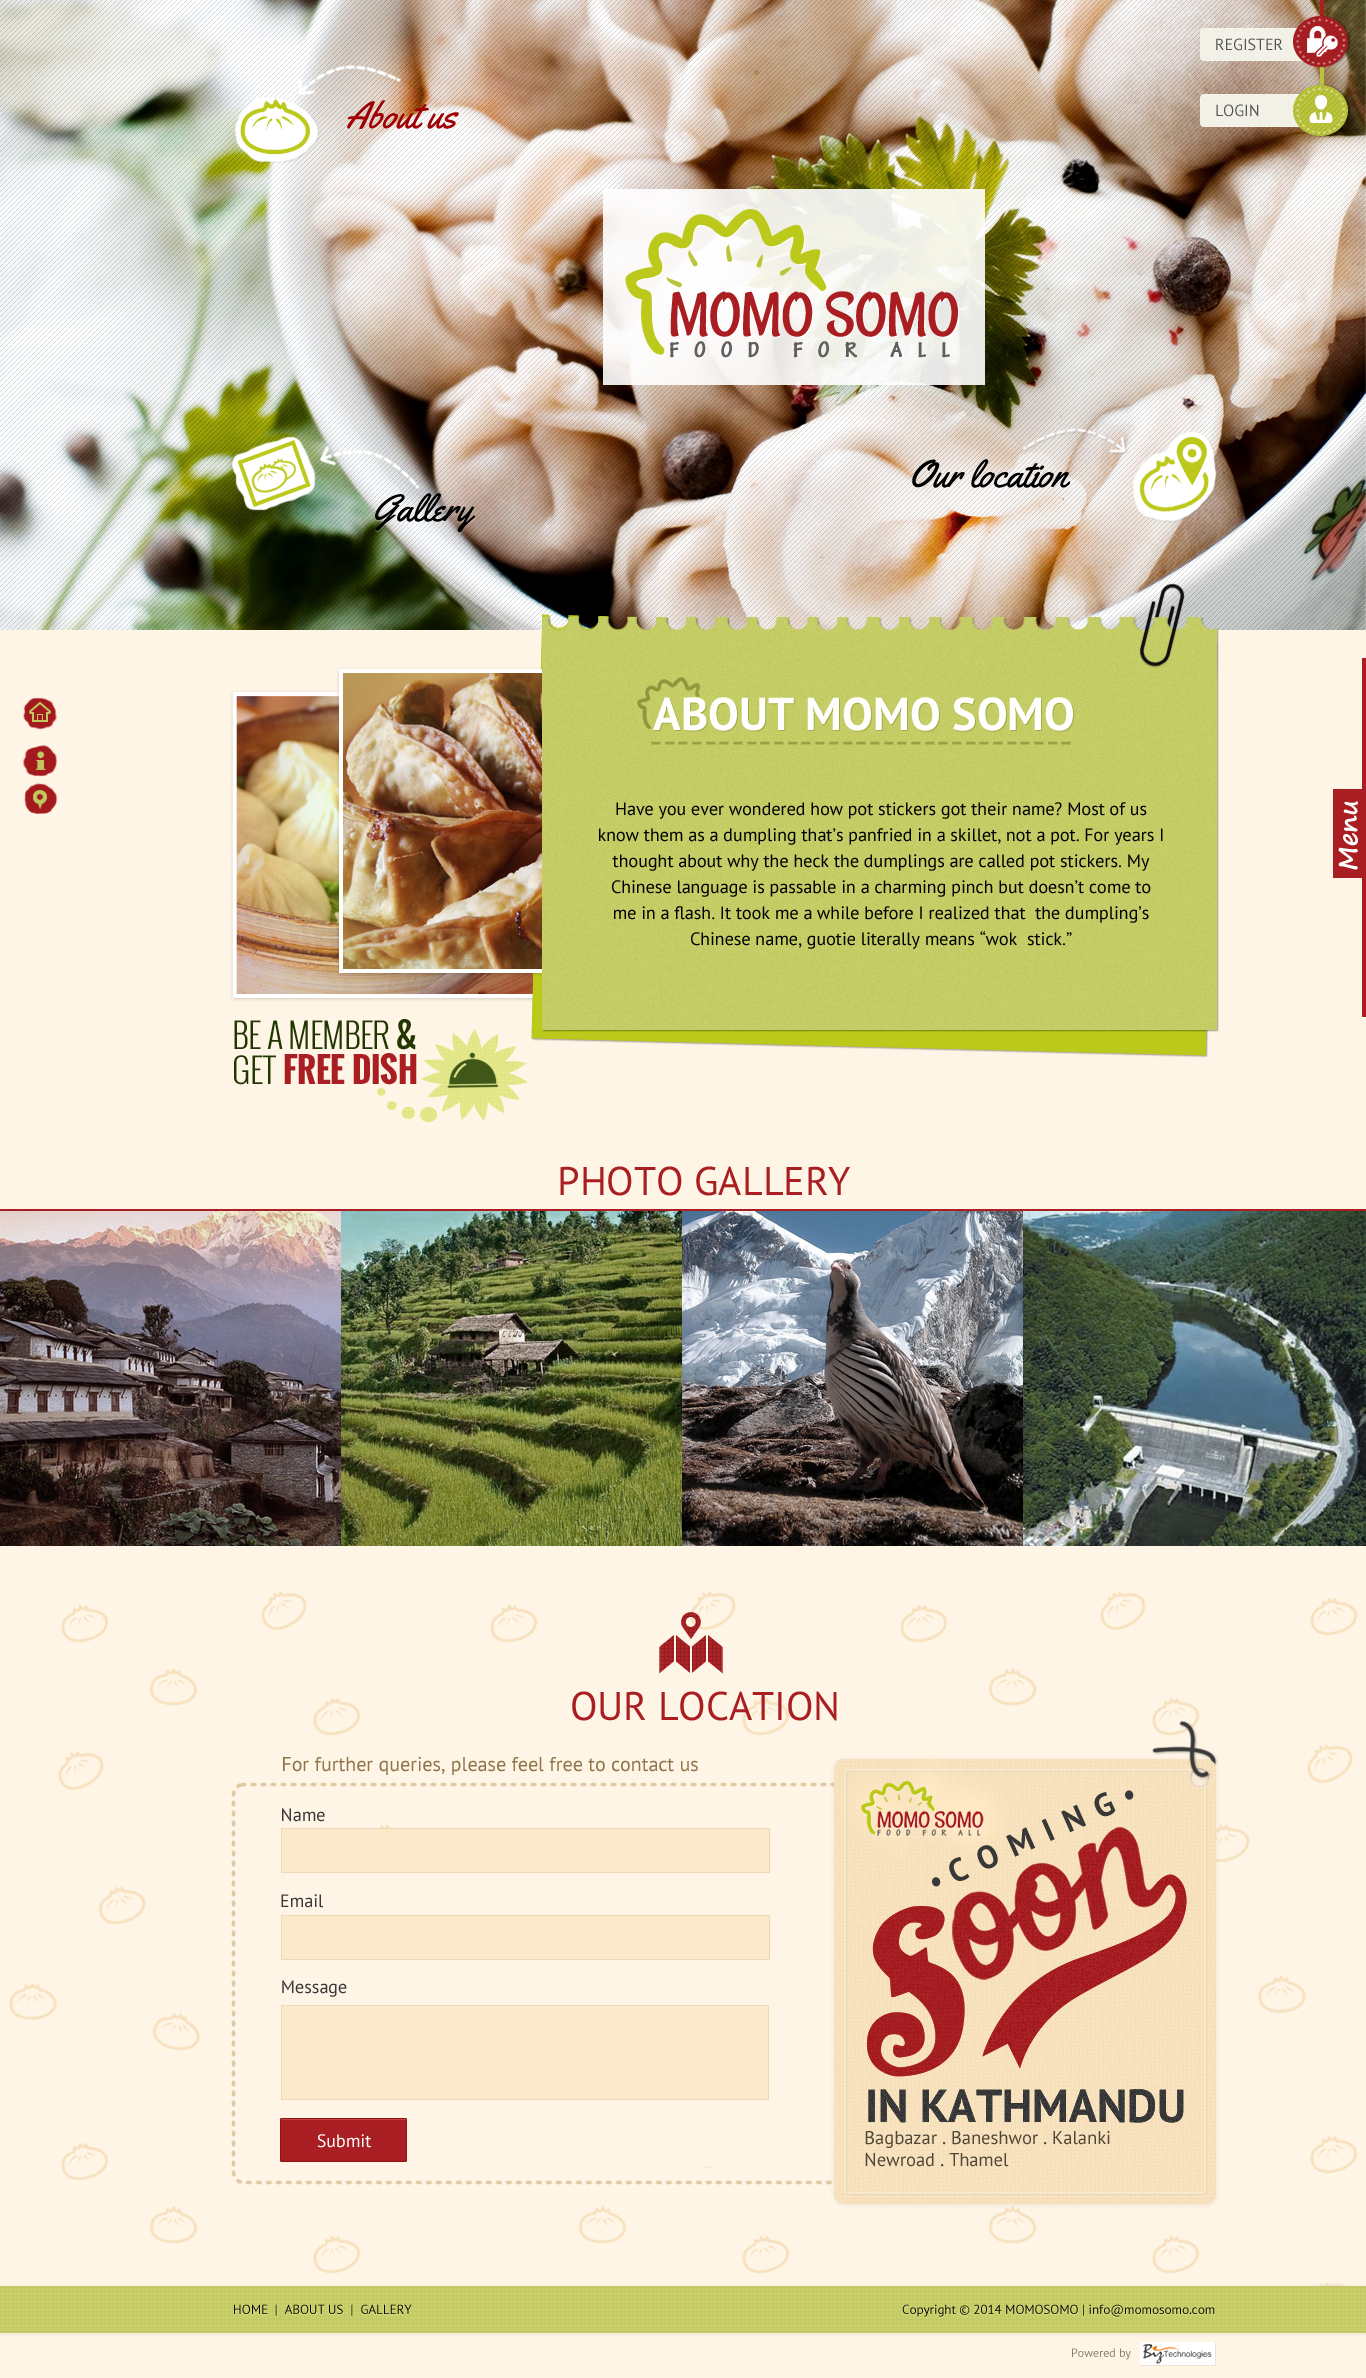 REGISTER
LOGIN
About us
MOMO SOMO
FOOD FOR ALL
Our location
Gallery
ABOUT MOMO SOMO
Have you ever wondered how pot stickers got their name? Most of us
know them as a dumpling that’s panfried in a skillet, not a pot. For years I
thought about why the heck the dumplings are called pot stickers. My
Chinese language is passable in a charming pinch but doesn’t come to
me in a flash. It took me a while before I realized that the dumpling’s
Chinese name, guotie literally means “wok stick.”
Menu
BE A MEMBER &
GET FREE DISH
PHOTO GALLERY
OUR LOCATION
For further queries, please feel free to contact us
Name
Email
Message
Submit
MOMO SOMO
FOOD FOR ALL
• COMING •
Soon
IN KATHMANDU
Bagbazar . Baneshwor . Kalanki
Newroad . Thamel
HOME | ABOUT US | GALLERY
Copyright © 2014 MOMOSOMO | info@momosomo.com
Powered by Biz Technologies